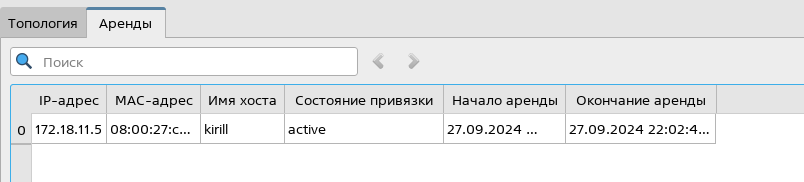 Топология Аренды
Поиск
IP-адрес MAC-адрес Имя хоста Состояние привязки Начало аренды Окончание аренды
0 172.18.11.5 08:00:27:c... kirill active 27.09.2024 ... 27.09.2024 22:02:4...